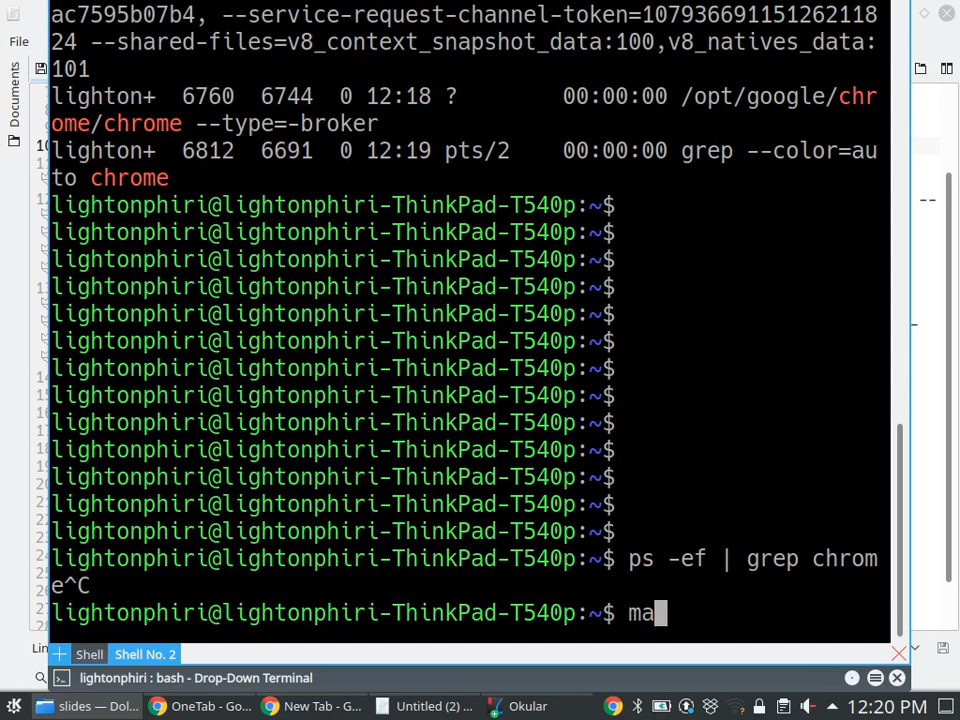 ac7595b07b4, --service-request-channel-token=107936691151262118
24 --shared-files=v8_context_snapshot_data:100,v8_natives_data:
101
lighton+  6760  6744  0 12:18 ?        00:00:00 /opt/google/chr
ome/chrome --type=-broker
lighton+  6812  6691  0 12:19 pts/2    00:00:00 grep --color=au
to chrome
lightonphiri@lightonphiri-ThinkPad-T540p:~$
lightonphiri@lightonphiri-ThinkPad-T540p:~$
lightonphiri@lightonphiri-ThinkPad-T540p:~$
lightonphiri@lightonphiri-ThinkPad-T540p:~$
lightonphiri@lightonphiri-ThinkPad-T540p:~$
lightonphiri@lightonphiri-ThinkPad-T540p:~$
lightonphiri@lightonphiri-ThinkPad-T540p:~$
lightonphiri@lightonphiri-ThinkPad-T540p:~$
lightonphiri@lightonphiri-ThinkPad-T540p:~$
lightonphiri@lightonphiri-ThinkPad-T540p:~$
lightonphiri@lightonphiri-ThinkPad-T540p:~$
lightonphiri@lightonphiri-ThinkPad-T540p:~$
lightonphiri@lightonphiri-ThinkPad-T540p:~$
lightonphiri@lightonphiri-ThinkPad-T540p:~$ ps -ef | grep chrom
e^C
lightonphiri@lightonphiri-ThinkPad-T540p:~$ ma
File
Documents
Lin
Shell
Shell No. 2
lightonphiri : bash - Drop-Down Terminal
slides — Dol...
OneTab - Go...
New Tab - G...
Untitled (2) ...
Okular
12:20 PM